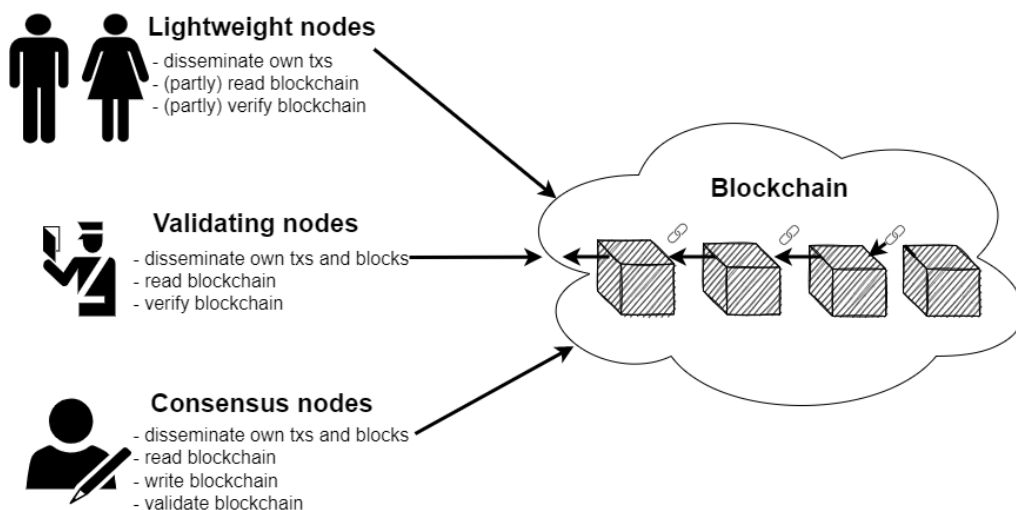 Lightweight nodes
- disseminate own txs
- (partly) read blockchain
- (partly) verify blockchain
Blockchain
Validating nodes
- disseminate own txs and blocks
- read blockchain
- verify blockchain
Consensus nodes
- disseminate own txs and blocks
- read blockchain
- write blockchain
- validate blockchain